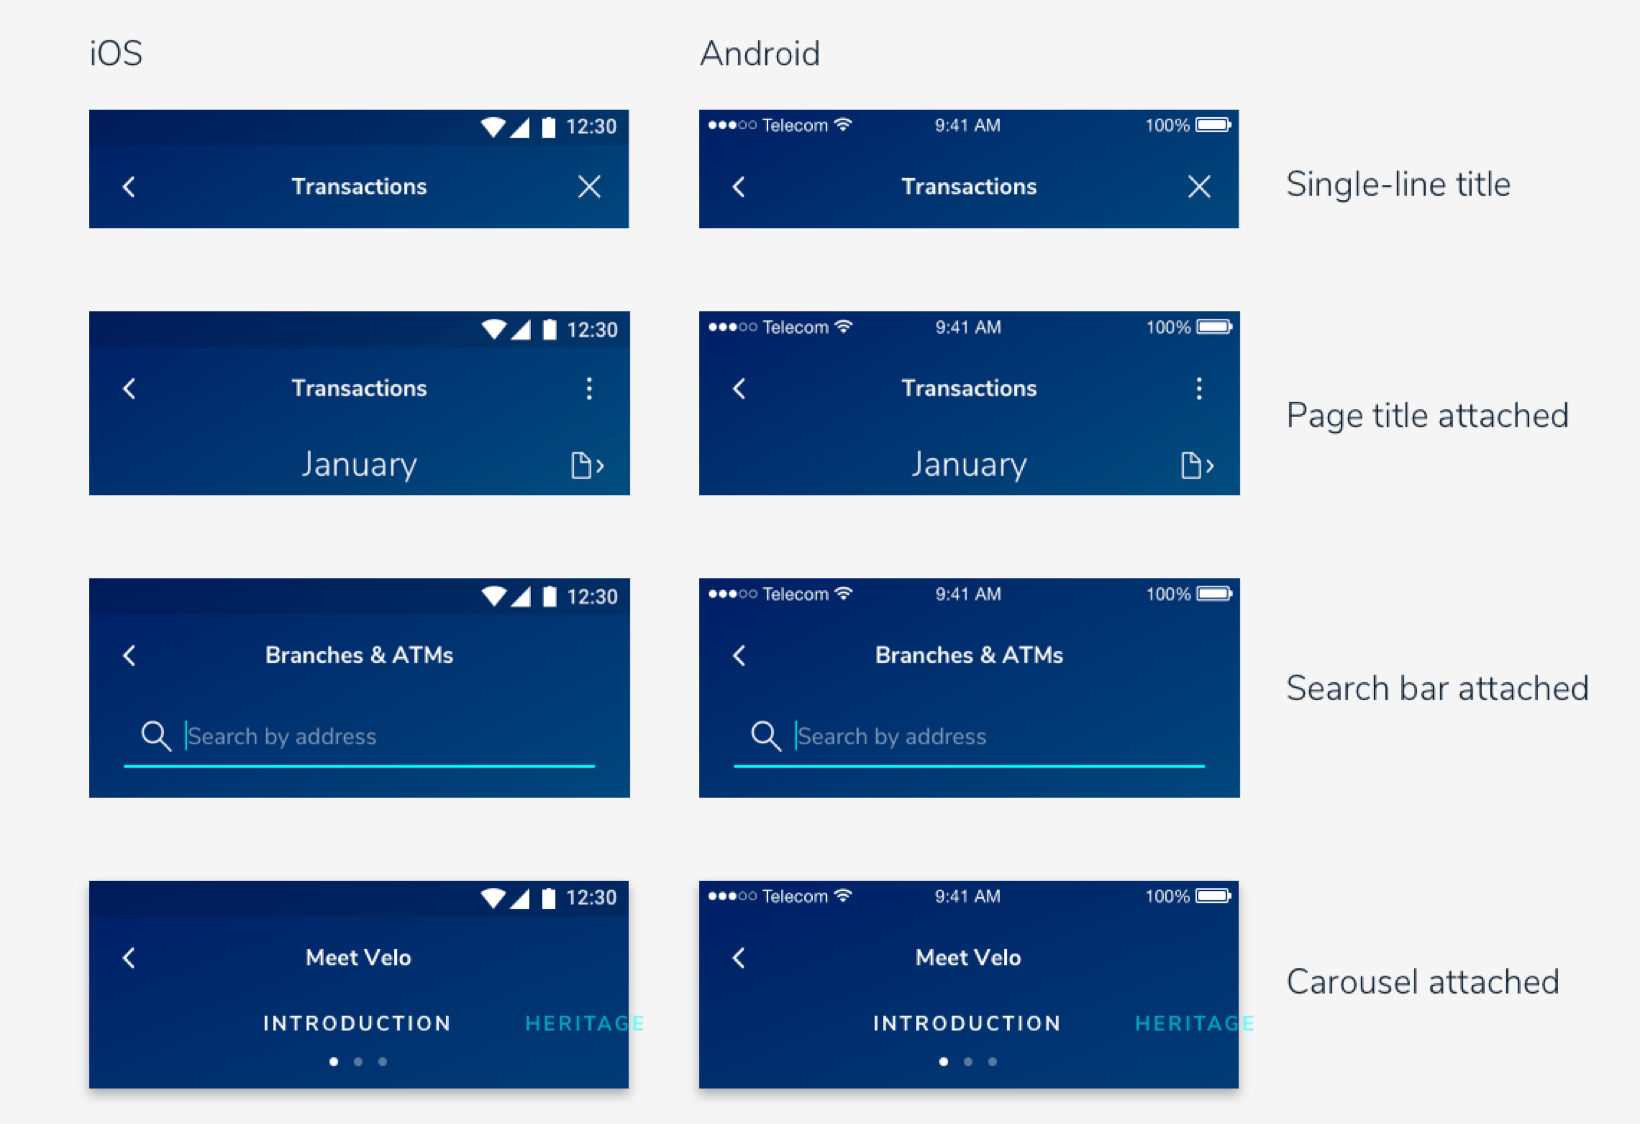 iOS
Android
12:30
Telecom 9:41 AM 100%
Transactions
Transactions
Single-line title
12:30
Telecom 9:41 AM 100%
Transactions
Transactions
January
January
Page title attached
12:30
Telecom 9:41 AM 100%
Branches & ATMs
Branches & ATMs
Search by address
Search by address
Search bar attached
12:30
Telecom 9:41 AM 100%
Meet Velo
Meet Velo
INTRODUCTION HERITAGE
INTRODUCTION HERITAGE
Carousel attached